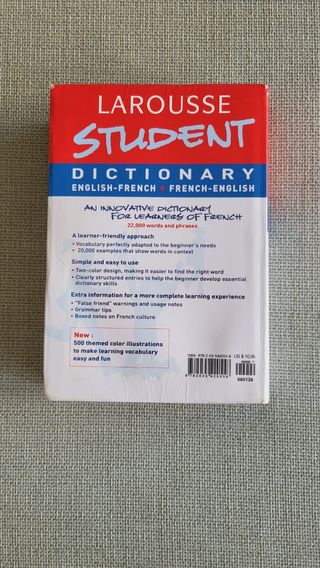 LAROUSSE
STUDENT
DICTIONARY
ENGLISH-FRENCH • FRENCH-ENGLISH
AN INNOVATIVE DICTIONARY
FOR LEARNERS OF FRENCH
22,000 words and phrases
A learner-friendly approach
• Vocabulary perfectly adapted to the beginner's needs
• 20,000 examples that show words in context
Simple and easy to use
• Two-color design, making it easier to find the right word
• Clearly structured entries to help the beginner develop essential
dictionary skills
Extra information for a more complete learning experience
• "False friend" warnings and usage notes
• Grammar tips
• Boxed notes on French culture
New :
500 themed color illustrations
to make learning vocabulary
easy and fun
ISBN : US $ 10,95